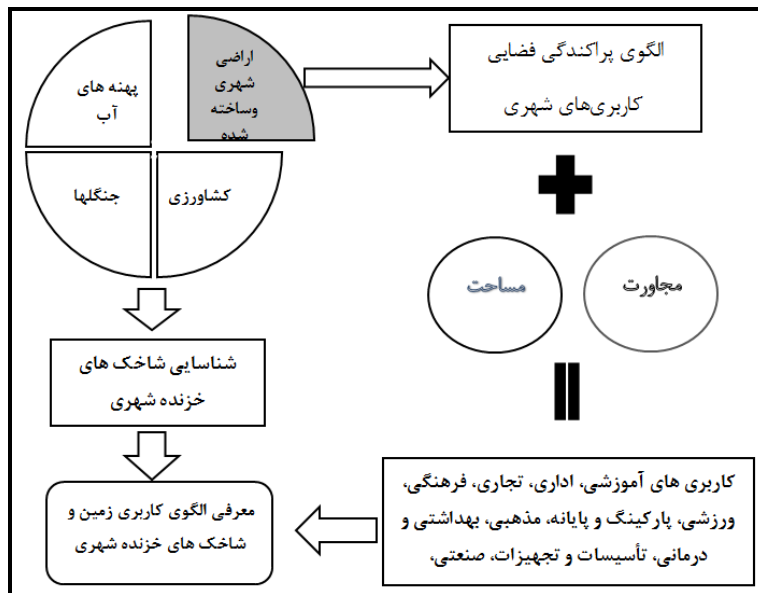 اراضی
شهری
وساخته
شده
پهنه های
آب
کشاورزی
جنگلها
الگوی پراکندگی فضایی
کاربری‌های شهری
مجاورت
مساحت
شناسایی شاخک های
خزنده شهری
کاربری های آموزشی، اداری، تجاری، فرهنگی،
ورزشی، پارکینگ و پایانه، مذهبی، بهداشتی و
درمانی، تأسیسات و تجهیزات، صنعتی،
معرفی الگوی کاربری زمین و
شاخک های خزنده شهری